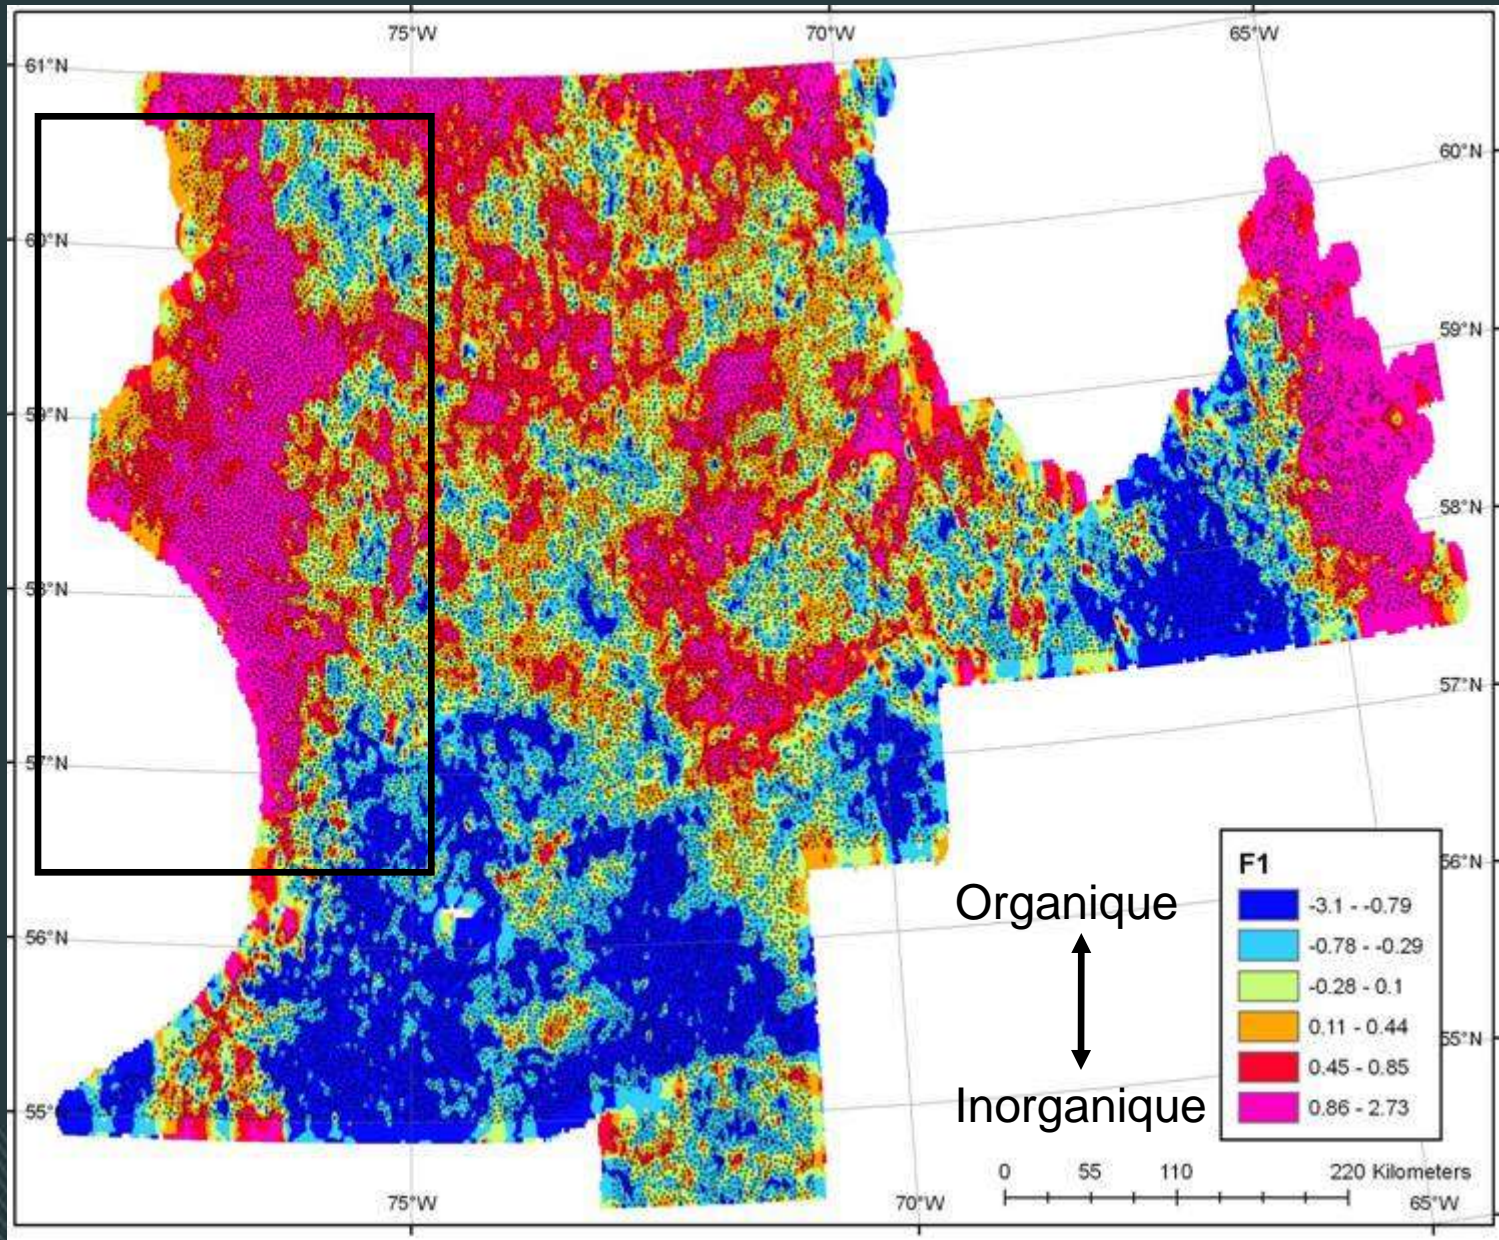 75°W 70°W 65°W
61°N
60°N
60°N
59°N
59°N
58°N
58°N
57°N
57°N
56°N
56°N
55°N
55°
F1
-3.1 - -0.79
-0.78 - -0.29
-0.28 - 0.1
0.11 - 0.44
0.45 - 0.85
0.86 - 2.73
Organique
Inorganique
0 55 110 220 Kilometers
75°W 70°W 65°W